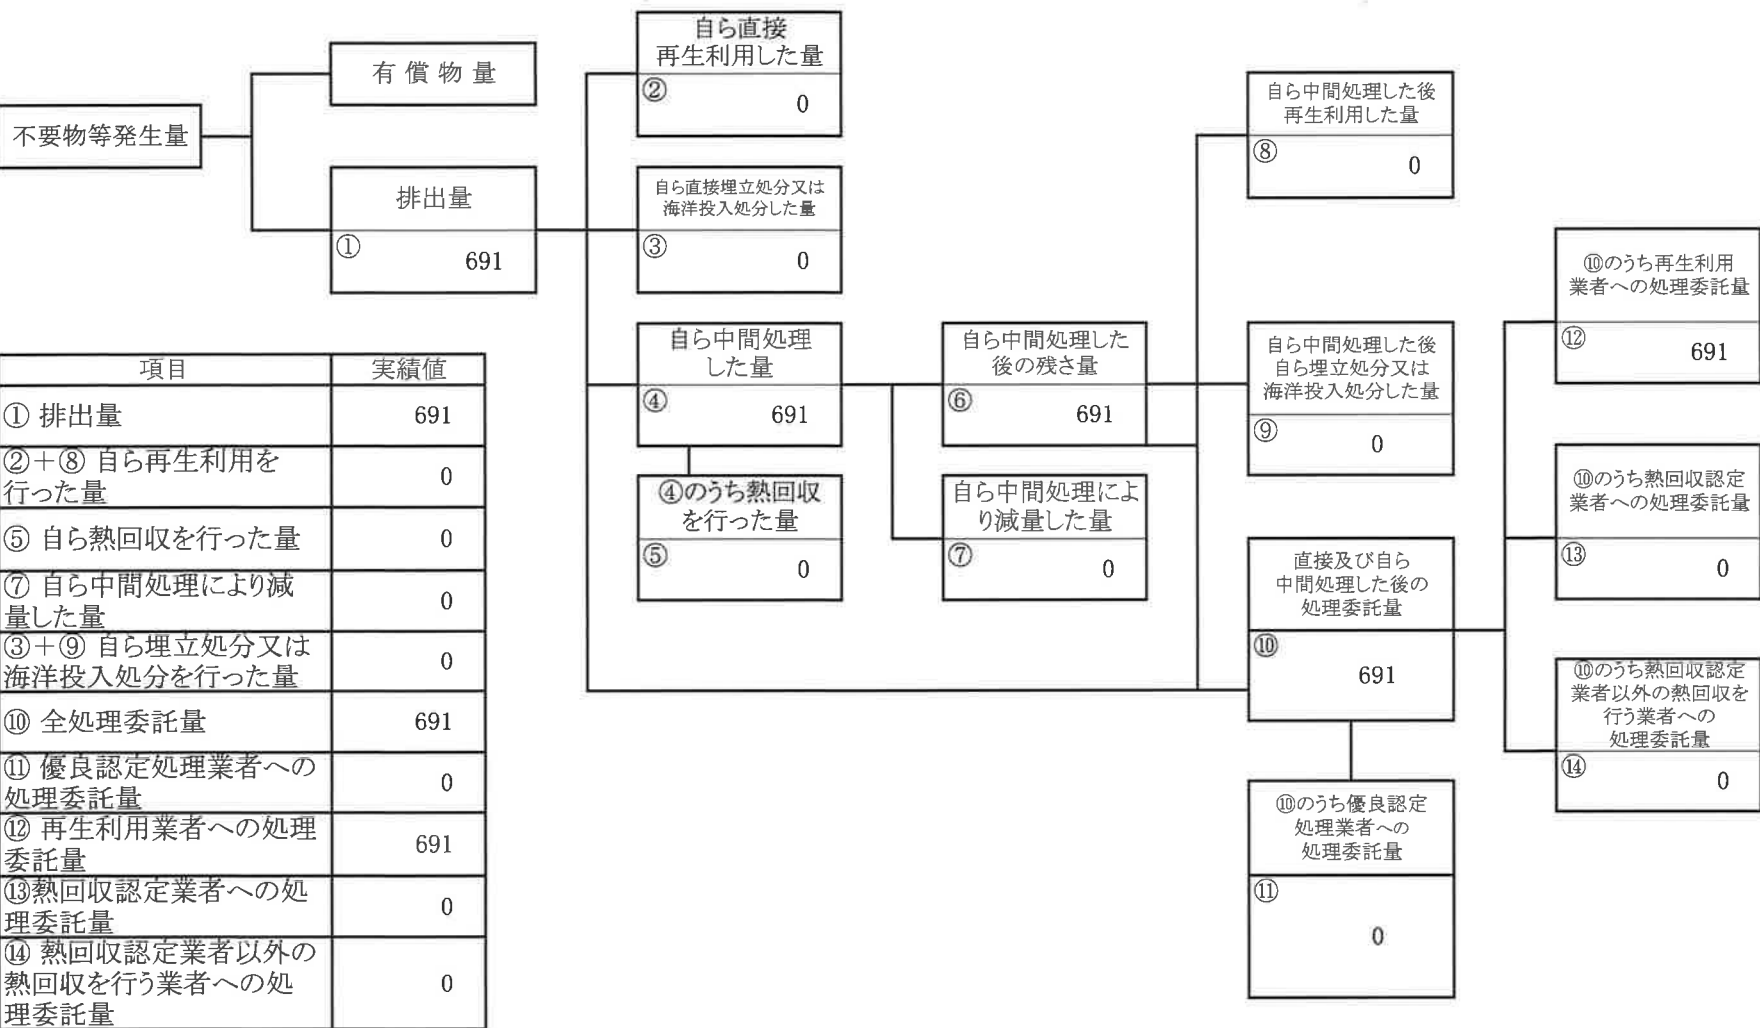 不要物等発生量
有償物量
排出量
①
691
自ら直接
再生利用した量
②
0
自ら直接埋立処分又は
海洋投入処分した量
③
0
自ら中間処理
した量
④
691
④のうち熱回収
を行った量
⑤
0
自ら中間処理した
後の残さ量
⑥
691
自ら中間処理によ
り減量した量
⑦
0
自ら中間処理した後
再生利用した量
⑧
0
自ら中間処理した後
自ら埋立処分又は
海洋投入処分した量
⑨
0
直接及び自ら
中間処理した後の
処理委託量
⑩
691
⑩のうち優良認定
処理業者への
処理委託量
⑪
0
⑩のうち再生利用
業者への処理委託量
⑫
691
⑩のうち熱回収認定
業者への処理委託量
⑬
0
⑩のうち熱回収認定
業者以外の熱回収を
行う業者への
処理委託量
⑭
0
項目 実績値
① 排出量 691
②＋⑧ 自ら再生利用を
行った量 0
⑤ 自ら熱回収を行った量 0
⑦ 自ら中間処理により減
量した量 0
③＋⑨ 自ら埋立処分又は
海洋投入処分を行った量 0
⑩ 全処理委託量 691
⑪ 優良認定処理業者への
処理委託量 0
⑫ 再生利用業者への処理
委託量 691
⑬熱回収認定業者への処
理委託量 0
⑭ 熱回収認定業者以外の
熱回収を行う業者への処
理委託量 0